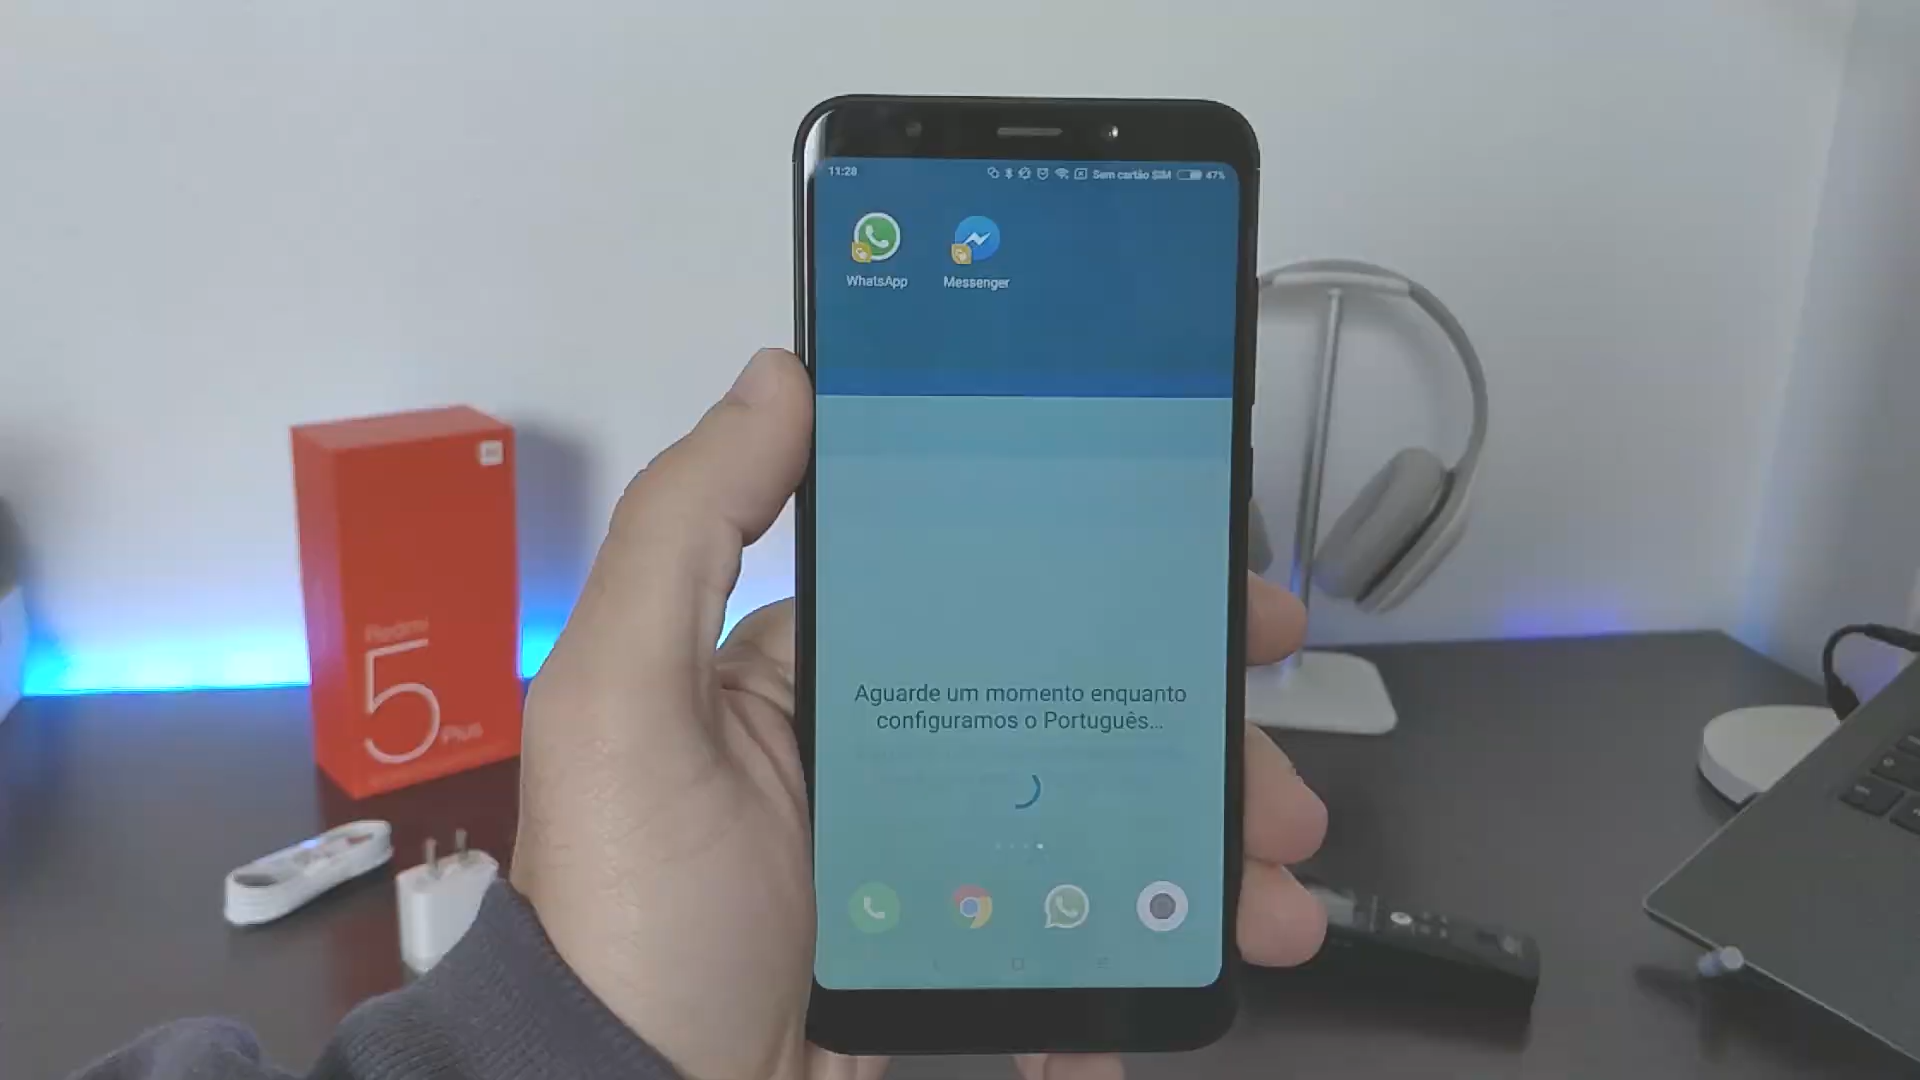 11:28
Sem cartão SIM 47%
WhatsApp
Messenger
Aguarde um momento enquanto
configuramos o Português...
Redmi
5
Plus